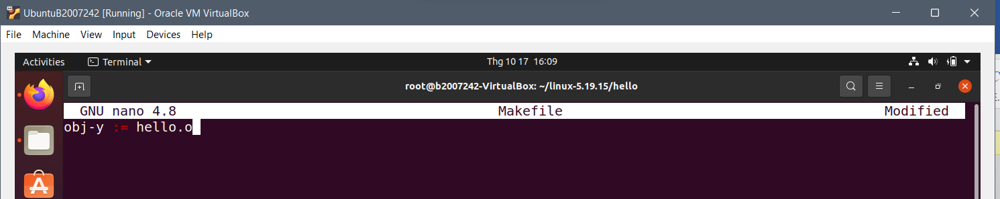 UbuntuB2007242 [Running] - Oracle VM VirtualBox
File Machine View Input Devices Help
Activities Terminal Thg 10 17 16:09
root@b2007242-VirtualBox: ~/linux-5.19.15/hello
GNU nano 4.8 Makefile Modified
obj-y := hello.o